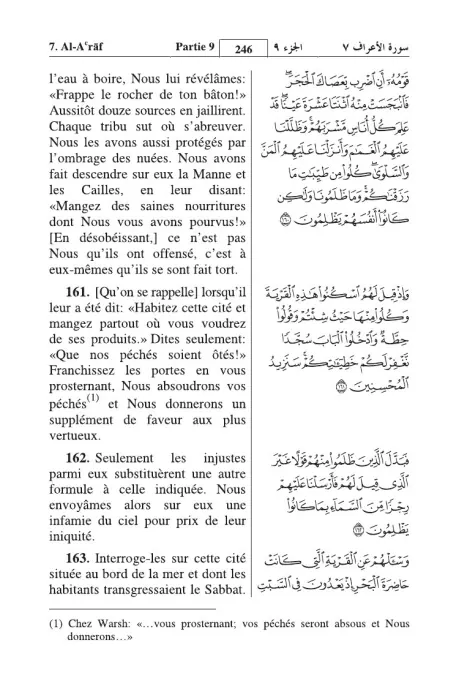 7. Al-Aʿrāf Partie 9 246 الجزء ٩ سورة الأعراف ٧
l'eau à boire, Nous lui révélâmes:
«Frappe le rocher de ton bâton!»
Aussitôt douze sources en jaillirent.
Chaque tribu sut où s'abreuver.
Nous les avons aussi protégés par
l'ombrage des nuées. Nous avons
fait descendre sur eux la Manne et
les Cailles, en leur disant:
«Mangez des saines nourritures
dont Nous vous avons pourvus!»
[En désobéissant,] ce n'est pas
Nous qu'ils ont offensé, c'est à
eux-mêmes qu'ils se sont fait tort.
161. [Qu'on se rappelle] lorsqu'il
leur a été dit: «Habitez cette cité et
mangez partout où vous voudrez
de ses produits.» Dites seulement:
«Que nos péchés soient ôtés!»
Franchissez les portes en vous
prosternant, Nous absoudrons vos
péchés(1) et Nous donnerons un
supplément de faveur aux plus
vertueux.
162. Seulement les injustes
parmi eux substituèrent une autre
formule à celle indiquée. Nous
envoyâmes alors sur eux une
infamie du ciel pour prix de leur
iniquité.
163. Interroge-les sur cette cité
située au bord de la mer et dont les
habitants transgressaient le Sabbat.
قَوْمُهُۥٓ أَنِ ٱضْرِب بِّعَصَاكَ ٱلْحَجَرَۖ
فَٱنۢبَجَسَتْ مِنْهُ ٱثْنَتَا عَشْرَةَ عَيْنًاۖ قَدْ
عَلِمَ كُلُّ أُنَاسٍ مَّشْرَبَهُمْۚ وَظَلَّلْنَا
عَلَيْهِمُ ٱلْغَمَٰمَ وَأَنزَلْنَا عَلَيْهِمُ ٱلْمَنَّ
وَٱلسَّلْوَىٰۖ كُلُوا۟ مِن طَيِّبَٰتِ مَا
رَزَقْنَٰكُمْۚ وَمَا ظَلَمُونَا وَلَٰكِن
كَانُوٓا۟ أَنفُسَهُمْ يَظْلِمُونَ ١٦٠
وَإِذْ قِيلَ لَهُمُ ٱسْكُنُوا۟ هَٰذِهِ ٱلْقَرْيَةَ
وَكُلُوا۟ مِنْهَا حَيْثُ شِئْتُمْ وَقُولُوا۟
حِطَّةٌ وَٱدْخُلُوا۟ ٱلْبَابَ سُجَّدًا
نَّغْفِرْ لَكُمْ خَطِيٓـَٰٔتِكُمْۚ سَنَزِيدُ
ٱلْمُحْسِنِينَ ١٦١
فَبَدَّلَ ٱلَّذِينَ ظَلَمُوا۟ مِنْهُمْ قَوْلًا غَيْرَ
ٱلَّذِى قِيلَ لَهُمْ فَأَرْسَلْنَا عَلَيْهِمْ
رِجْزًا مِّنَ ٱلسَّمَآءِ بِمَا كَانُوا۟
يَظْلِمُونَ ١٦٢
وَسْـَٔلْهُمْ عَنِ ٱلْقَرْيَةِ ٱلَّتِى كَانَتْ
حَاضِرَةَ ٱلْبَحْرِ إِذْ يَعْدُونَ فِى ٱلسَّبْتِ
(1) Chez Warsh: «…vous prosternant; vos péchés seront absous et Nous
donnerons…»